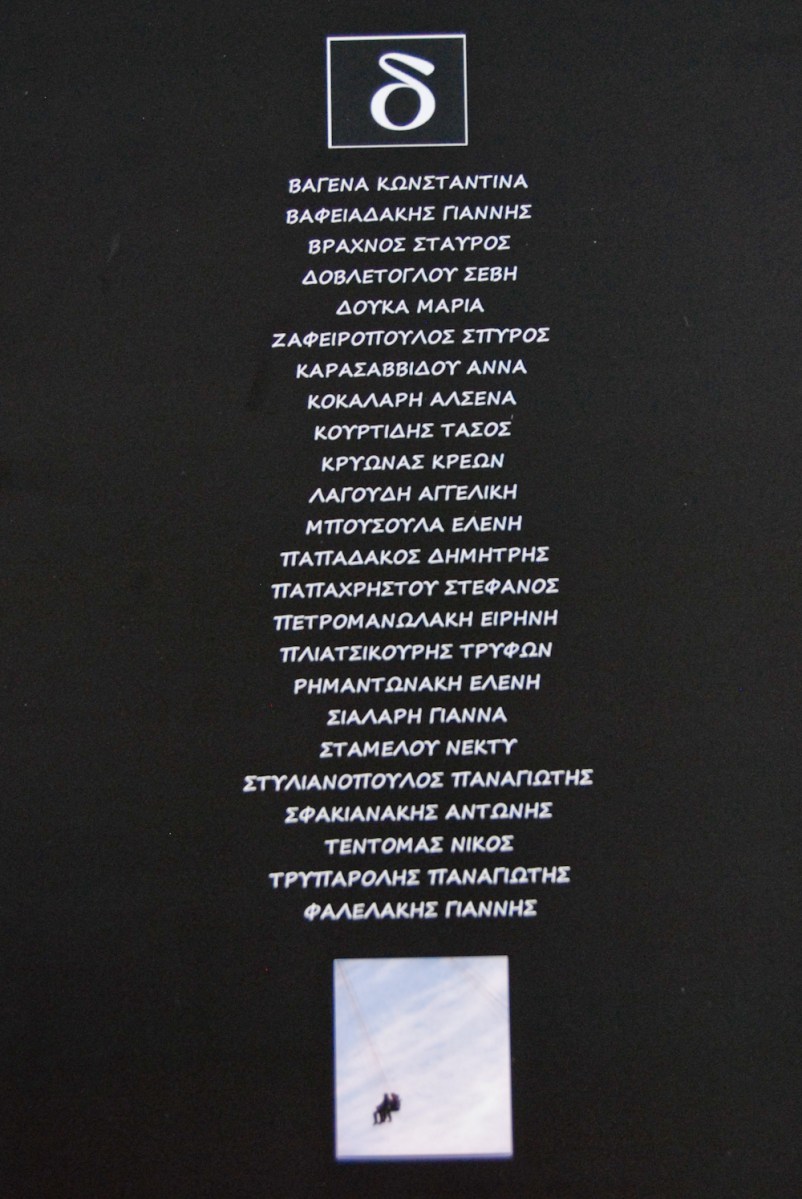 δ
ΒΑΓΕΝΑ ΚΩΝΣΤΑΝΤΙΝΑ
ΒΑΦΕΙΑΔΑΚΗΣ ΓΙΑΝΝΗΣ
ΒΡΑΧΝΟΣ ΣΤΑΥΡΟΣ
ΔΟΒΛΕΤΟΓΛΟΥ ΣΕΒΗ
ΔΟΥΚΑ ΜΑΡΙΑ
ΖΑΦΕΙΡΟΠΟΥΛΟΣ ΣΠΥΡΟΣ
ΚΑΡΑΣΑΒΒΙΔΟΥ ΑΝΝΑ
ΚΟΚΑΛΑΡΗ ΑΛΣΕΝΑ
ΚΟΥΡΤΙΔΗΣ ΤΑΣΟΣ
ΚΡΥΩΝΑΣ ΚΡΕΩΝ
ΛΑΓΟΥΔΗ ΑΓΓΕΛΙΚΗ
ΜΠΟΥΣΟΥΛΑ ΕΛΕΝΗ
ΠΑΠΑΔΑΚΟΣ ΔΗΜΗΤΡΗΣ
ΠΑΠΑΧΡΗΣΤΟΥ ΣΤΕΦΑΝΟΣ
ΠΕΤΡΟΜΑΝΩΛΑΚΗ ΕΙΡΗΝΗ
ΠΛΙΑΤΣΙΚΟΥΡΗΣ ΤΡΥΦΩΝ
ΡΗΜΑΝΤΩΝΑΚΗ ΕΛΕΝΗ
ΣΙΑΛΑΡΗ ΓΙΑΝΝΑ
ΣΤΑΜΕΛΟΥ ΝΕΚΤΥ
ΣΤΥΛΙΑΝΟΠΟΥΛΟΣ ΠΑΝΑΓΙΩΤΗΣ
ΣΦΑΚΙΑΝΑΚΗΣ ΑΝΤΩΝΗΣ
ΤΕΝΤΟΜΑΣ ΝΙΚΟΣ
ΤΡΥΠΑΡΟΛΗΣ ΠΑΝΑΓΙΩΤΗΣ
ΦΑΛΕΛΑΚΗΣ ΓΙΑΝΝΗΣ